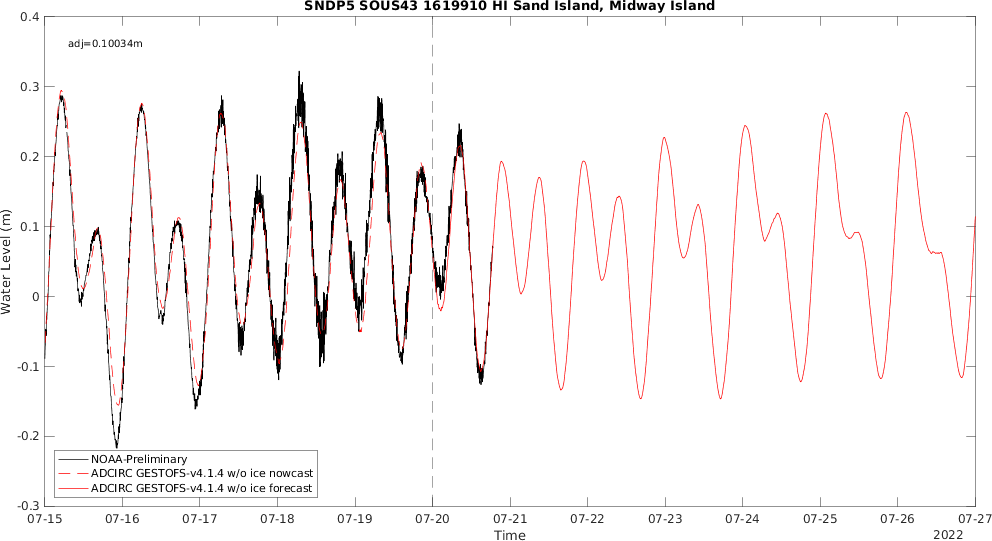 SNDP5 SOUS43 1619910 HI Sand Island, Midway Island
adj=0.10034m
0.4
0.3
0.2
0.1
0
-0.1
-0.2
-0.3
Water Level (m)
NOAA-Preliminary
ADCIRC GESTOFS-v4.1.4 w/o ice nowcast
ADCIRC GESTOFS-v4.1.4 w/o ice forecast
07-15 07-16 07-17 07-18 07-19 07-20 07-21 07-22 07-23 07-24 07-25 07-26 07-27
Time
2022